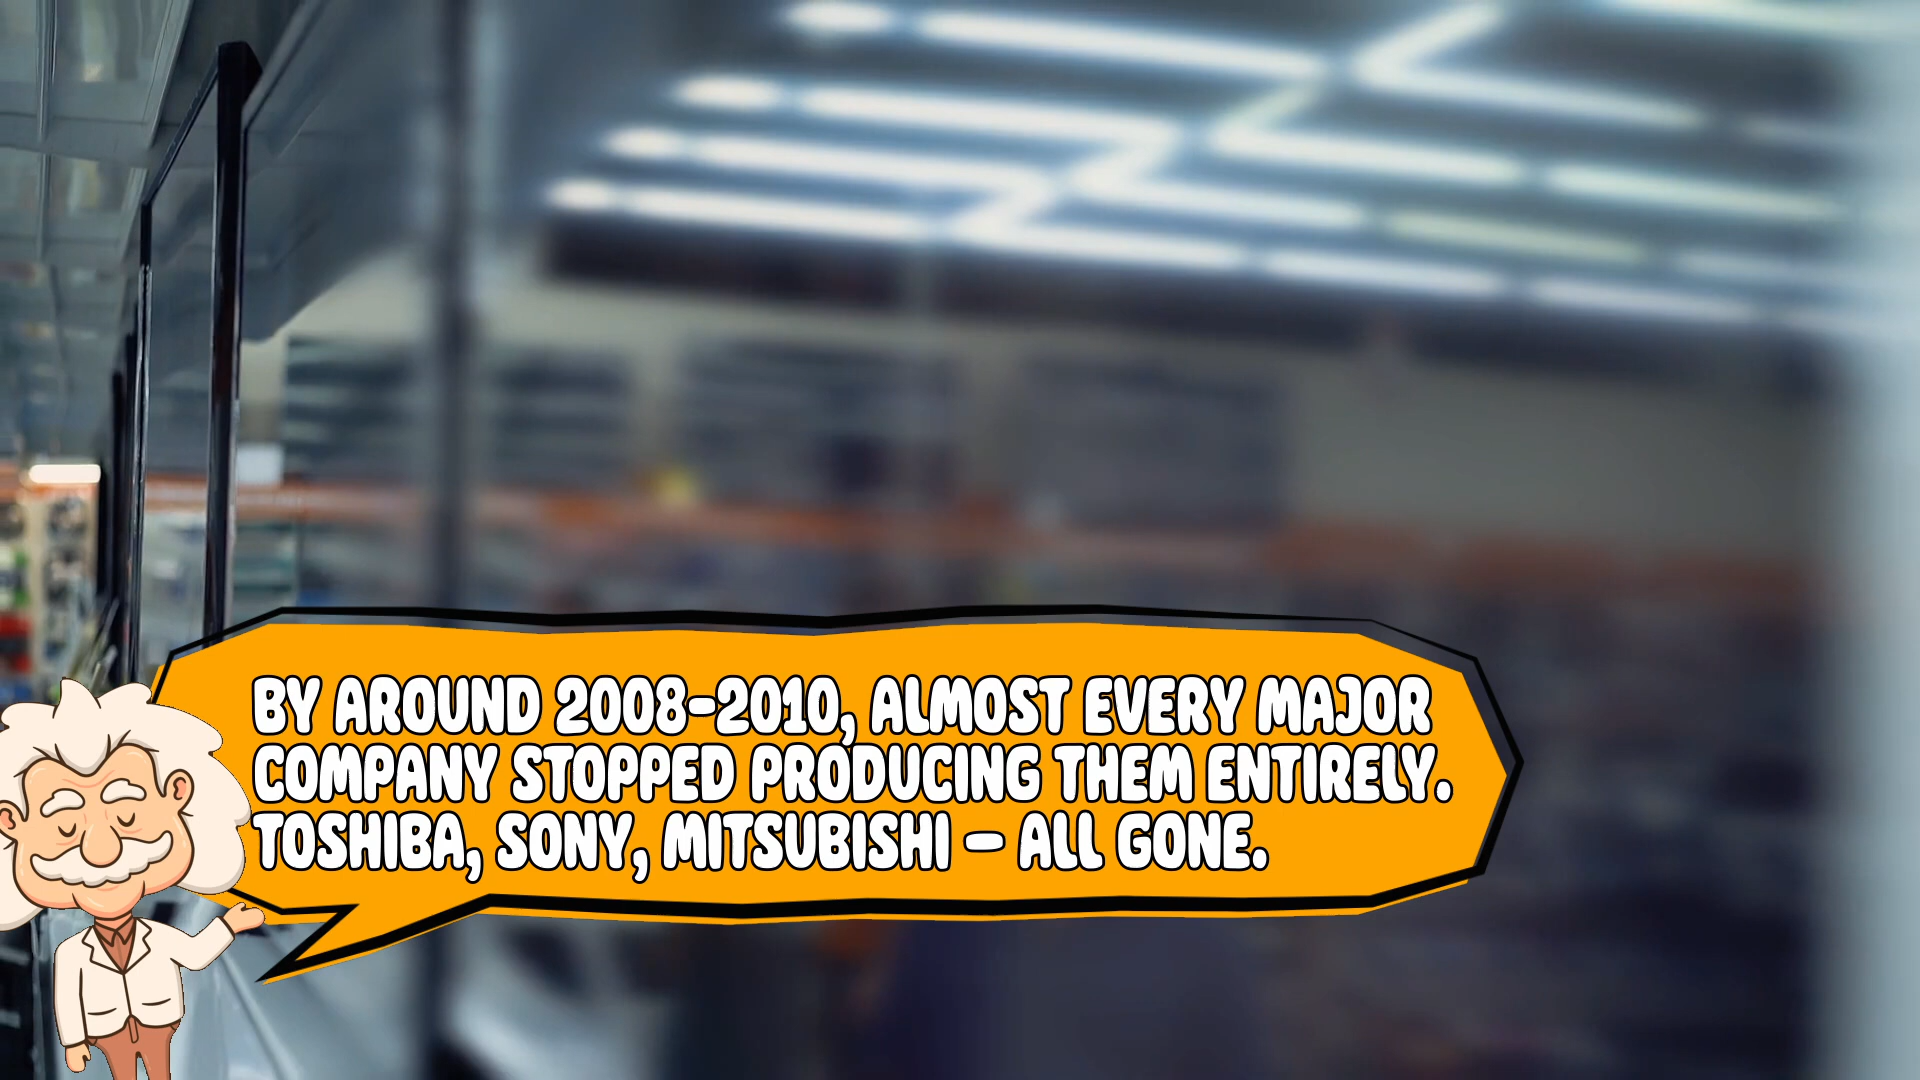 BY AROUND 2008-2010, ALMOST EVERY MAJOR
COMPANY STOPPED PRODUCING THEM ENTIRELY.
TOSHIBA, SONY, MITSUBISHI – ALL GONE.